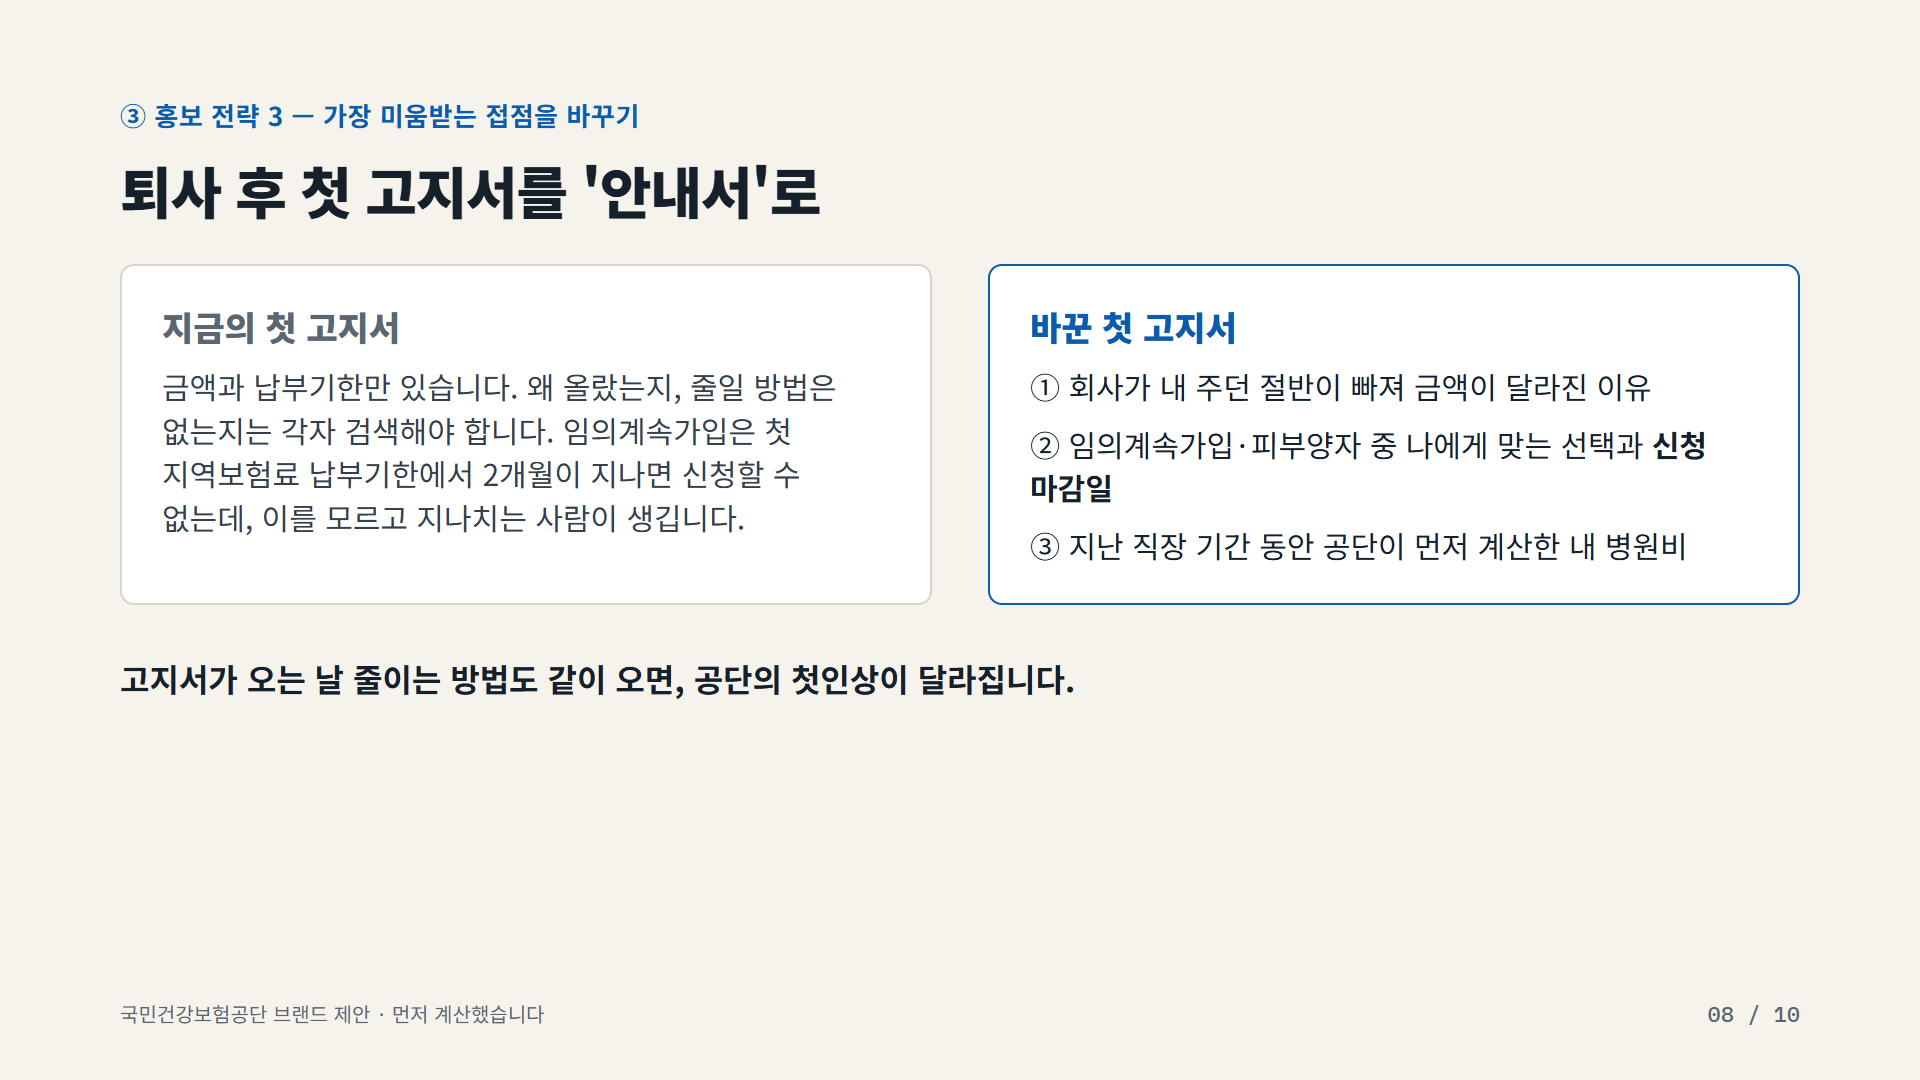 ③ 홍보 전략 3 — 가장 미움받는 접점을 바꾸기
퇴사 후 첫 고지서를 '안내서'로
지금의 첫 고지서
금액과 납부기한만 있습니다. 왜 올랐는지, 줄일 방법은
없는지는 각자 검색해야 합니다. 임의계속가입은 첫
지역보험료 납부기한에서 2개월이 지나면 신청할 수
없는데, 이를 모르고 지나치는 사람이 생깁니다.
바꾼 첫 고지서
① 회사가 내 주던 절반이 빠져 금액이 달라진 이유
② 임의계속가입·피부양자 중 나에게 맞는 선택과 신청
마감일
③ 지난 직장 기간 동안 공단이 먼저 계산한 내 병원비
고지서가 오는 날 줄이는 방법도 같이 오면, 공단의 첫인상이 달라집니다.
국민건강보험공단 브랜드 제안 · 먼저 계산했습니다
08 / 10